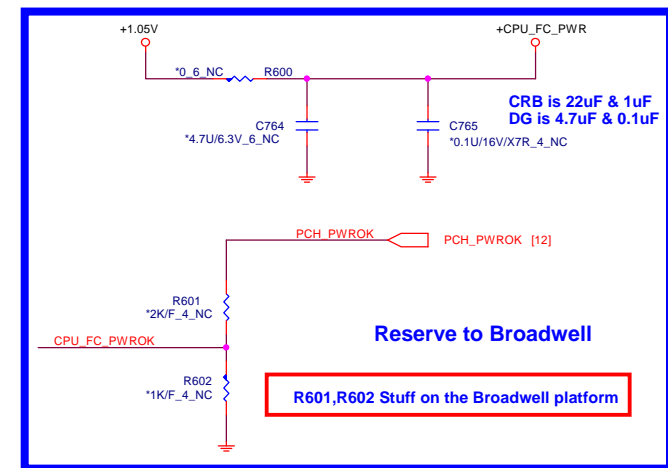 +1.05V
+CPU_FC_PWR
*0_6_NC
R600
CRB is 22uF & 1uF
DG is 4.7uF & 0.1uF
C764
*4.7U/6.3V_6_NC
C765
*0.1U/16V/X7R_4_NC
PCH_PWROK
PCH_PWROK [12]
R601
*2K/F_4_NC
CPU_FC_PWROK
Reserve to Broadwell
R602
*1K/F_4_NC
R601,R602 Stuff on the Broadwell platform